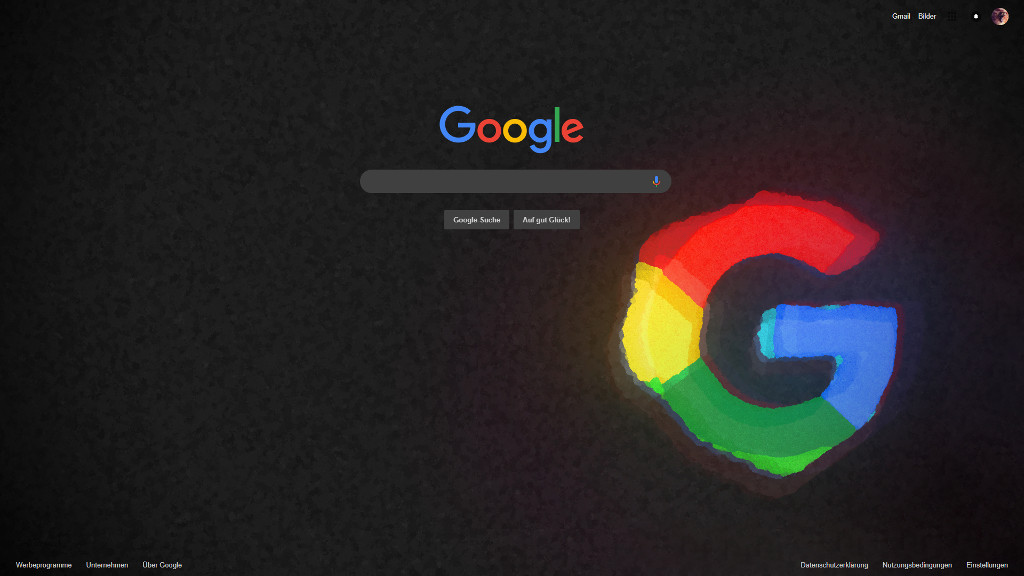 Gmail Bilder
Google
Google Suche Auf gut Glück!
G
Werbeprogramme Unternehmen Über Google Datenschutzerklärung Nutzungsbedingungen Einstellungen